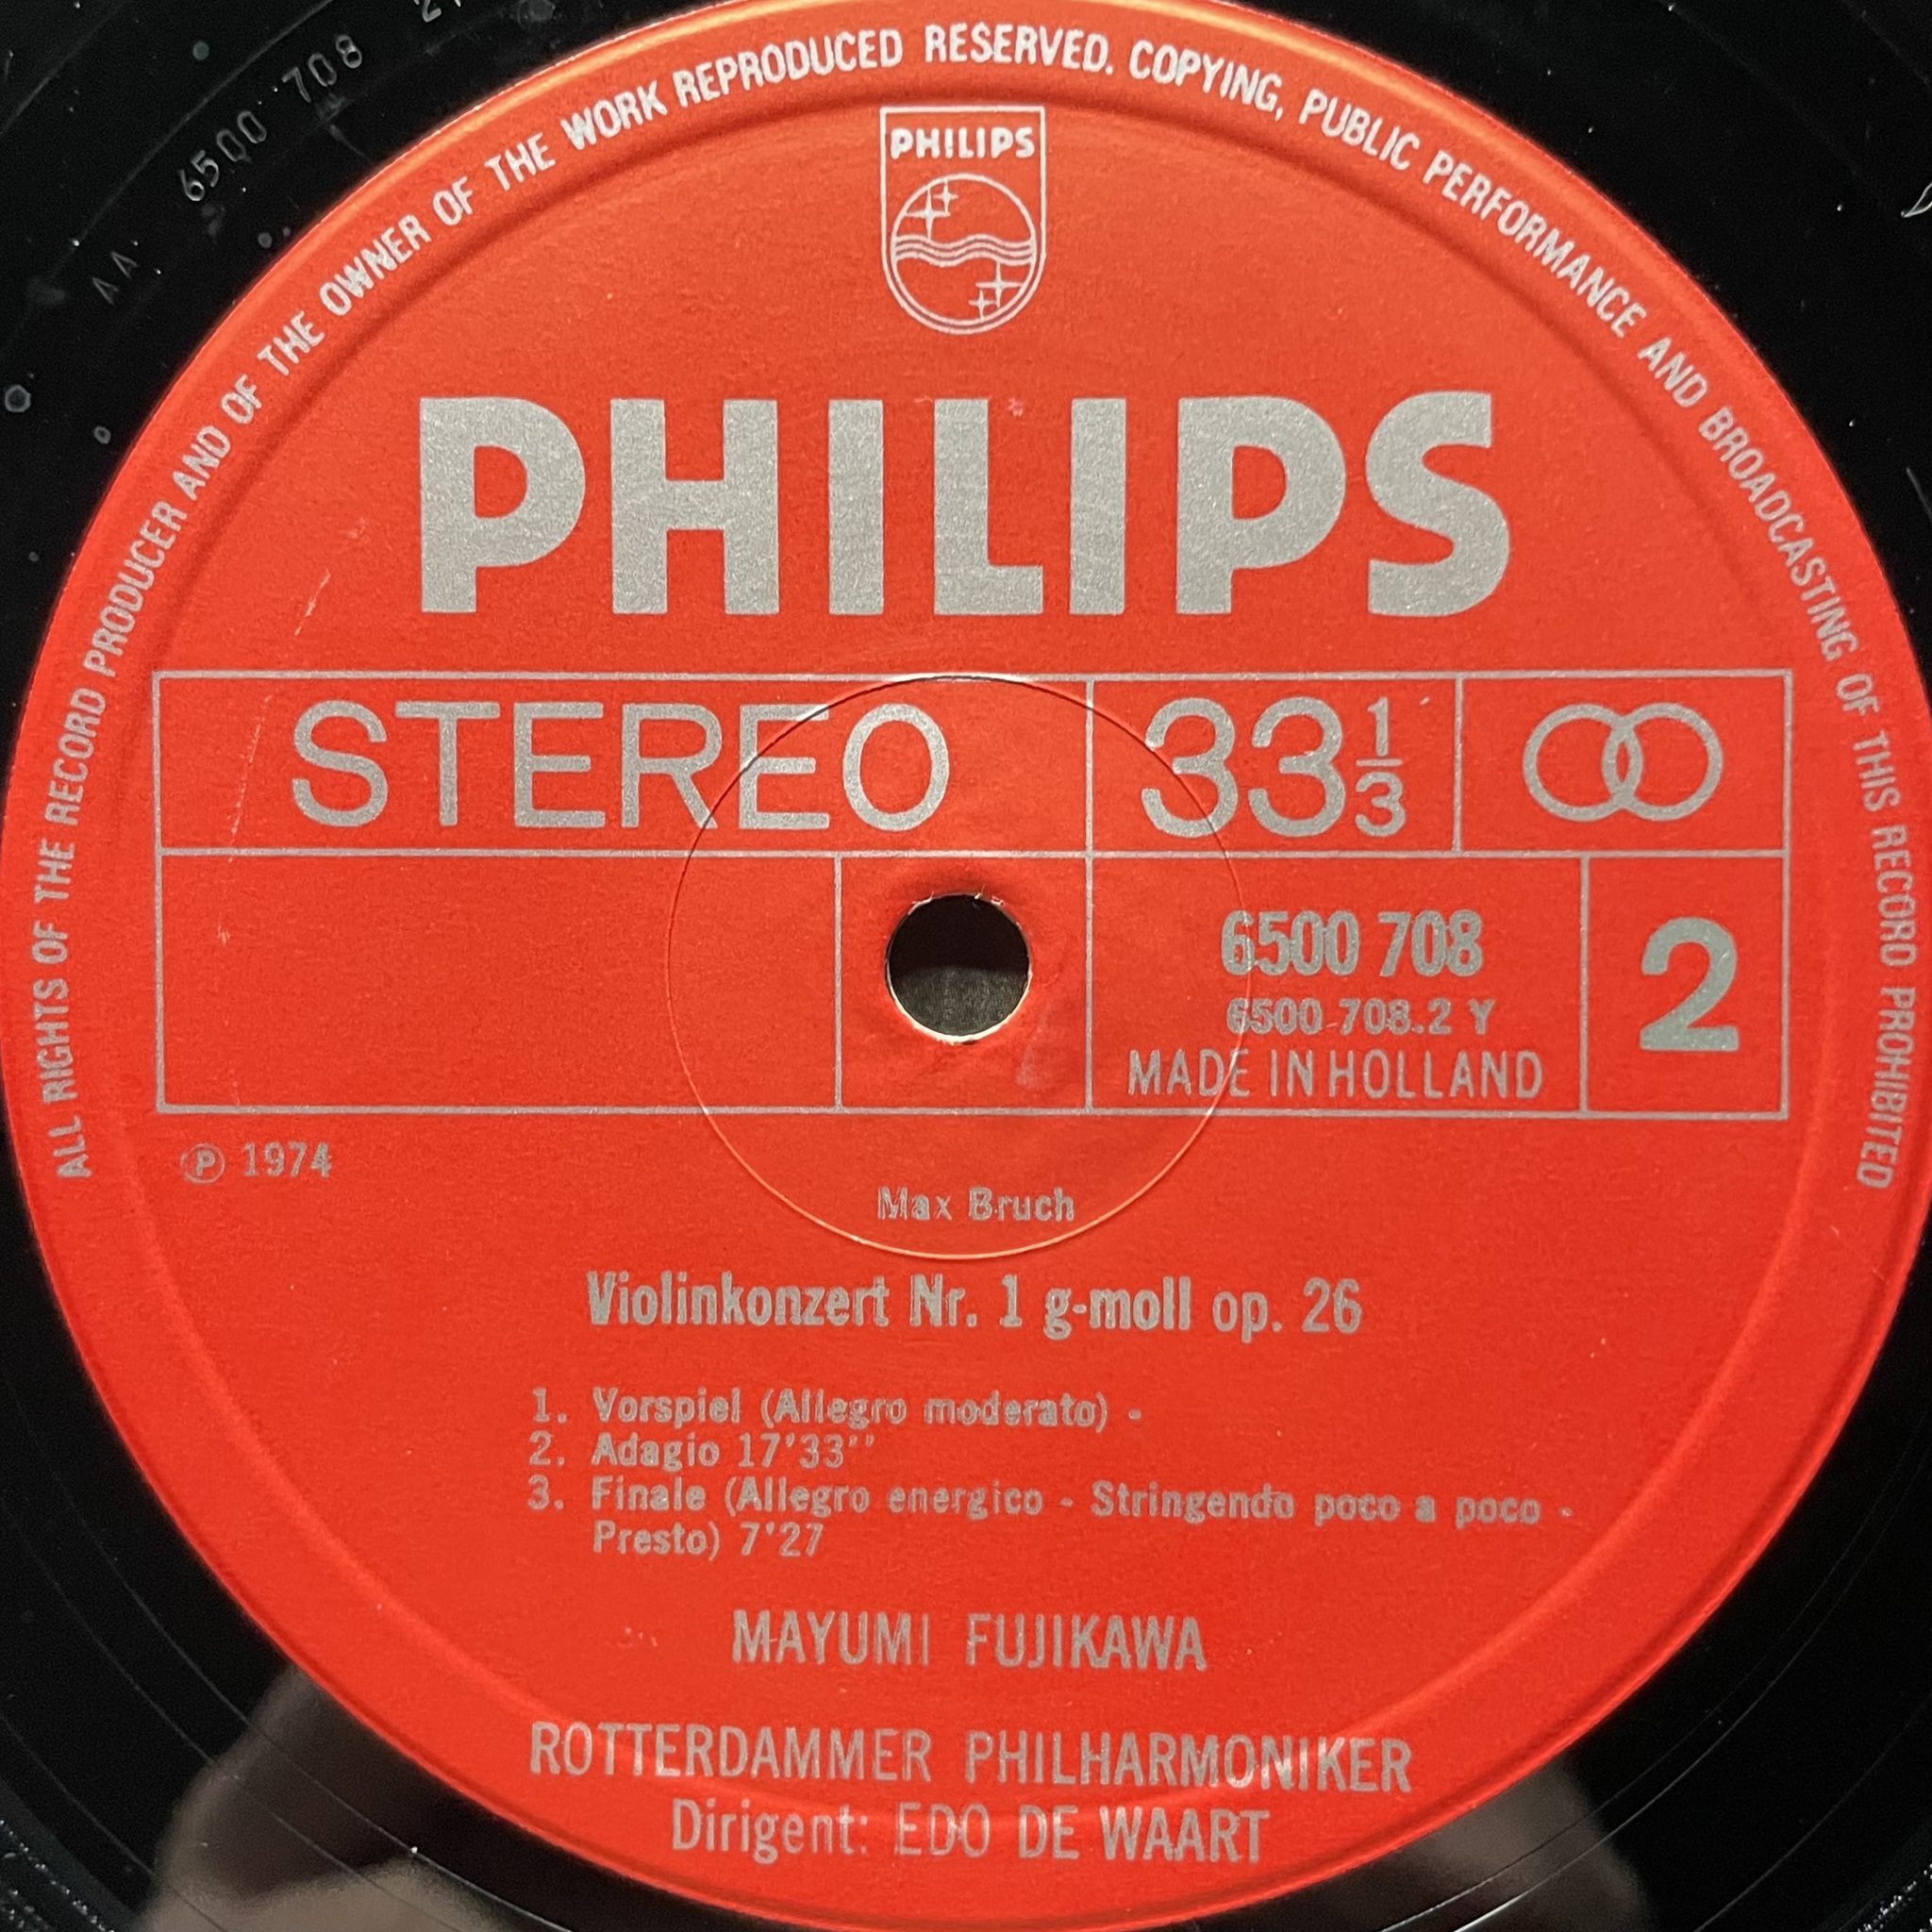 6500 708
AA
ALL RIGHTS OF THE RECORD PRODUCER AND OF THE OWNER OF THE WORK REPRODUCED RESERVED. COPYING, PUBLIC PERFORMANCE AND BROADCASTING OF THIS RECORD PROHIBITED
PHILIPS
PHILIPS
STEREO
33 1/3
6500 708
6500 708.2 Y
MADE IN HOLLAND
2
℗ 1974
Max Bruch
Violinkonzert Nr. 1 g-moll op. 26
1. Vorspiel (Allegro moderato) -
2. Adagio 17'33''
3. Finale (Allegro energico - Stringendo poco a poco -
Presto) 7'27
MAYUMI FUJIKAWA
ROTTERDAMMER PHILHARMONIKER
Dirigent: EDO DE WAART